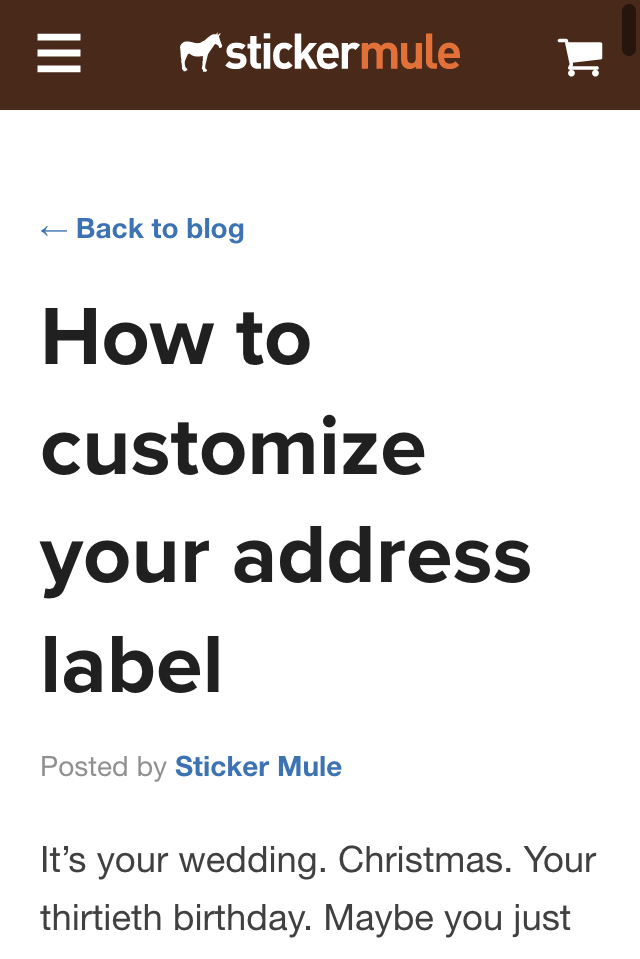 stickermule
← Back to blog
How to
customize
your address
label
Posted by Sticker Mule
It’s your wedding. Christmas. Your
thirtieth birthday. Maybe you just